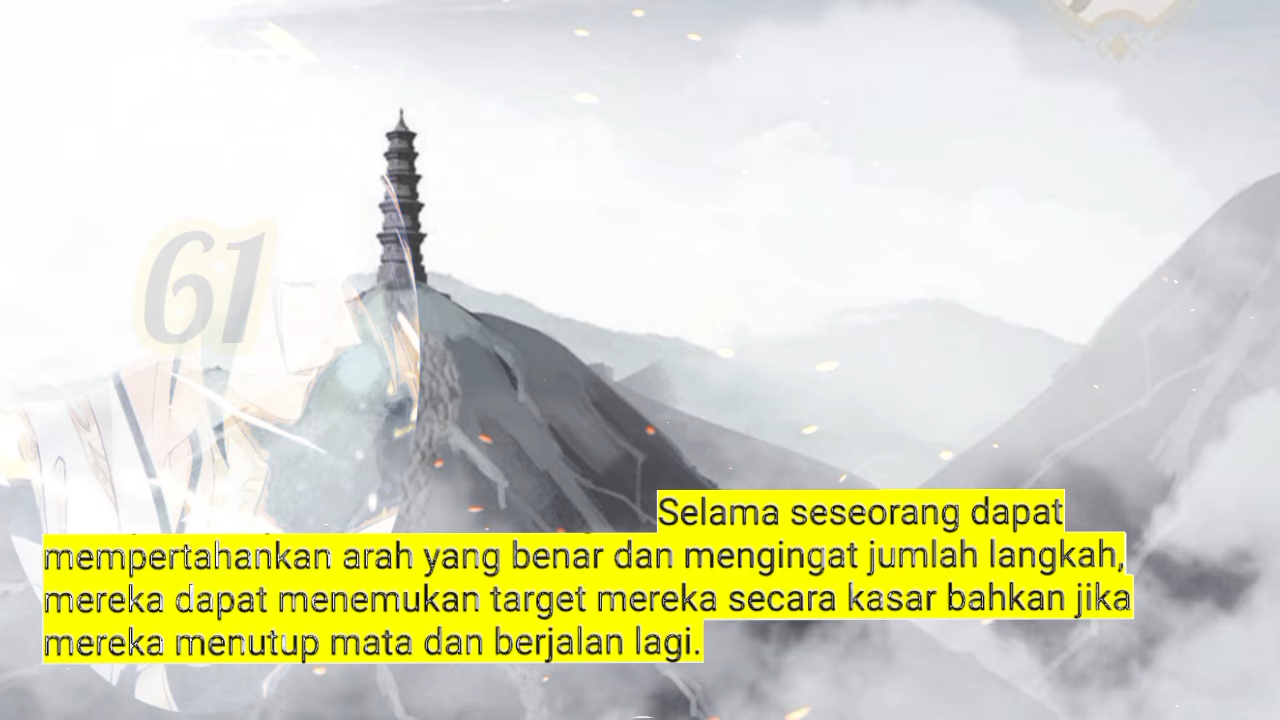 61
Selama seseorang dapat
mempertahankan arah yang benar dan mengingat jumlah langkah,
mereka dapat menemukan target mereka secara kasar bahkan jika
mereka menutup mata dan berjalan lagi.